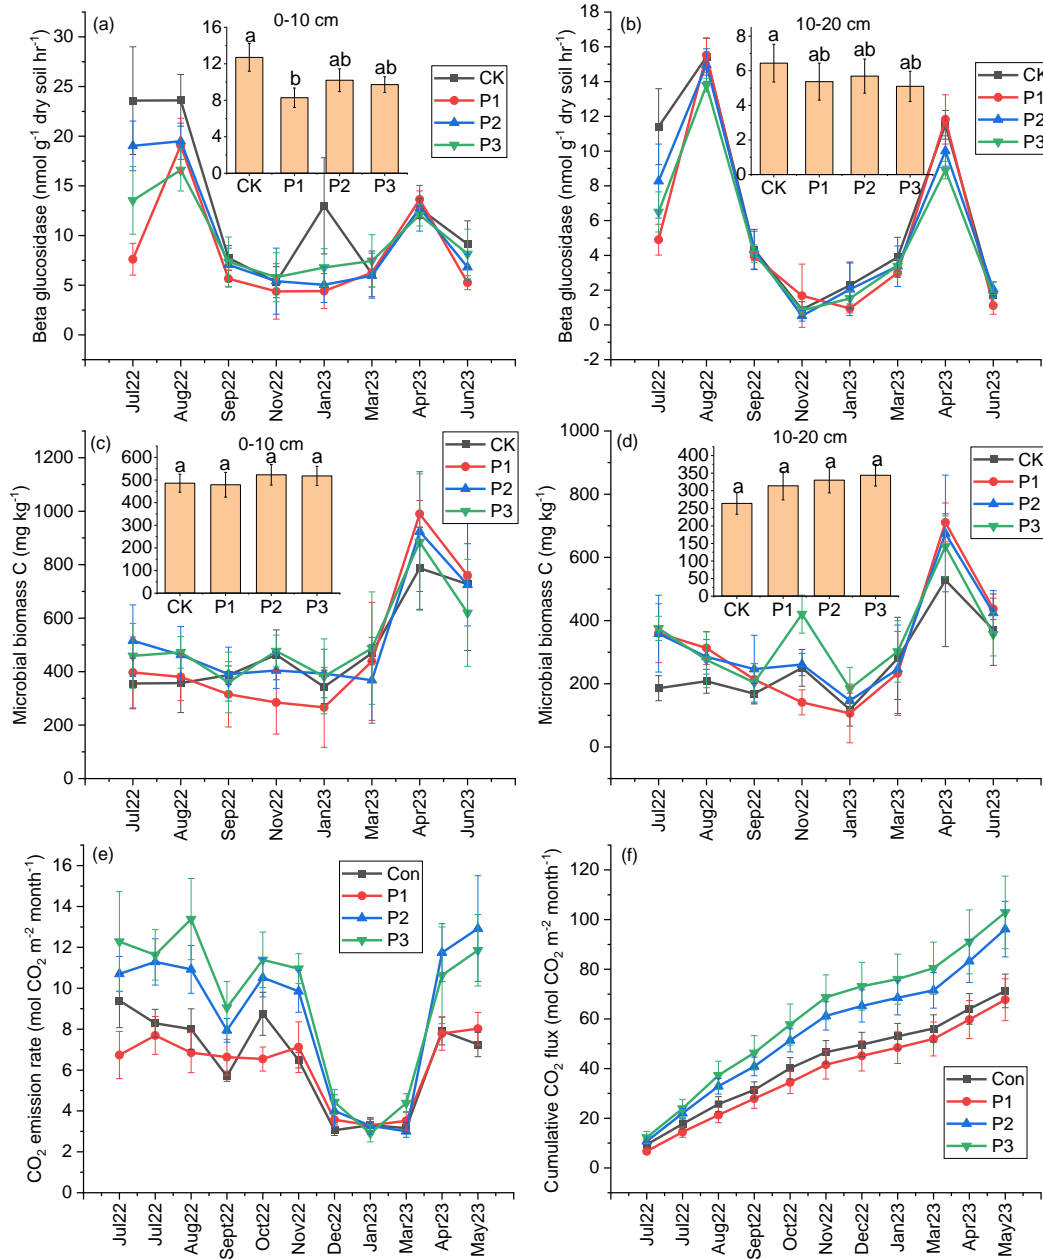 (a)
0-10 cm
Beta glucosidase (nmol g⁻¹ dry soil hr⁻¹)
30
25
20
15
10
5
0
16
12
8
4
0
a
b
ab
ab
CK P1 P2 P3
CK
P1
P2
P3
Jul22
Aug22
Sep22
Nov22
Jan23
Mar23
Apr23
Jun23
(b)
10-20 cm
Beta glucosidase (nmol g⁻¹ dry soil hr⁻¹)
18
16
14
12
10
8
6
4
2
0
-2
8
6
4
2
0
a
ab
ab
ab
CK P1 P2 P3
CK
P1
P2
P3
Jul22
Aug22
Sep22
Nov22
Jan23
Mar23
Apr23
Jun23
(c)
0-10 cm
Microbial biomass C (mg kg⁻¹)
1200
1000
800
600
400
200
0
600
500
400
300
200
100
0
a
a
a
a
CK P1 P2 P3
CK
P1
P2
P3
Jul22
Aug22
Sep22
Nov22
Jan23
Mar23
Apr23
Jun23
(d)
10-20 cm
Microbial biomass C (mg kg⁻¹)
1000
800
600
400
200
0
400
350
300
250
200
150
100
50
0
a
a
a
a
CK P1 P2 P3
CK
P1
P2
P3
Jul22
Aug22
Sep22
Nov22
Jan23
Mar23
Apr23
Jun23
(e)
CO₂ emission rate (mol CO₂ m⁻² month⁻¹)
16
14
12
10
8
6
4
2
0
Con
P1
P2
P3
Jul22
Jul22
Aug22
Sept22
Oct22
Nov22
Dec22
Jan23
Mar23
Apr23
May23
(f)
Cumulative CO₂ flux (mol CO₂ m⁻² month⁻¹)
120
100
80
60
40
20
0
Con
P1
P2
P3
Jul22
Jul22
Aug22
Sept22
Oct22
Nov22
Dec22
Jan23
Mar23
Apr23
May23